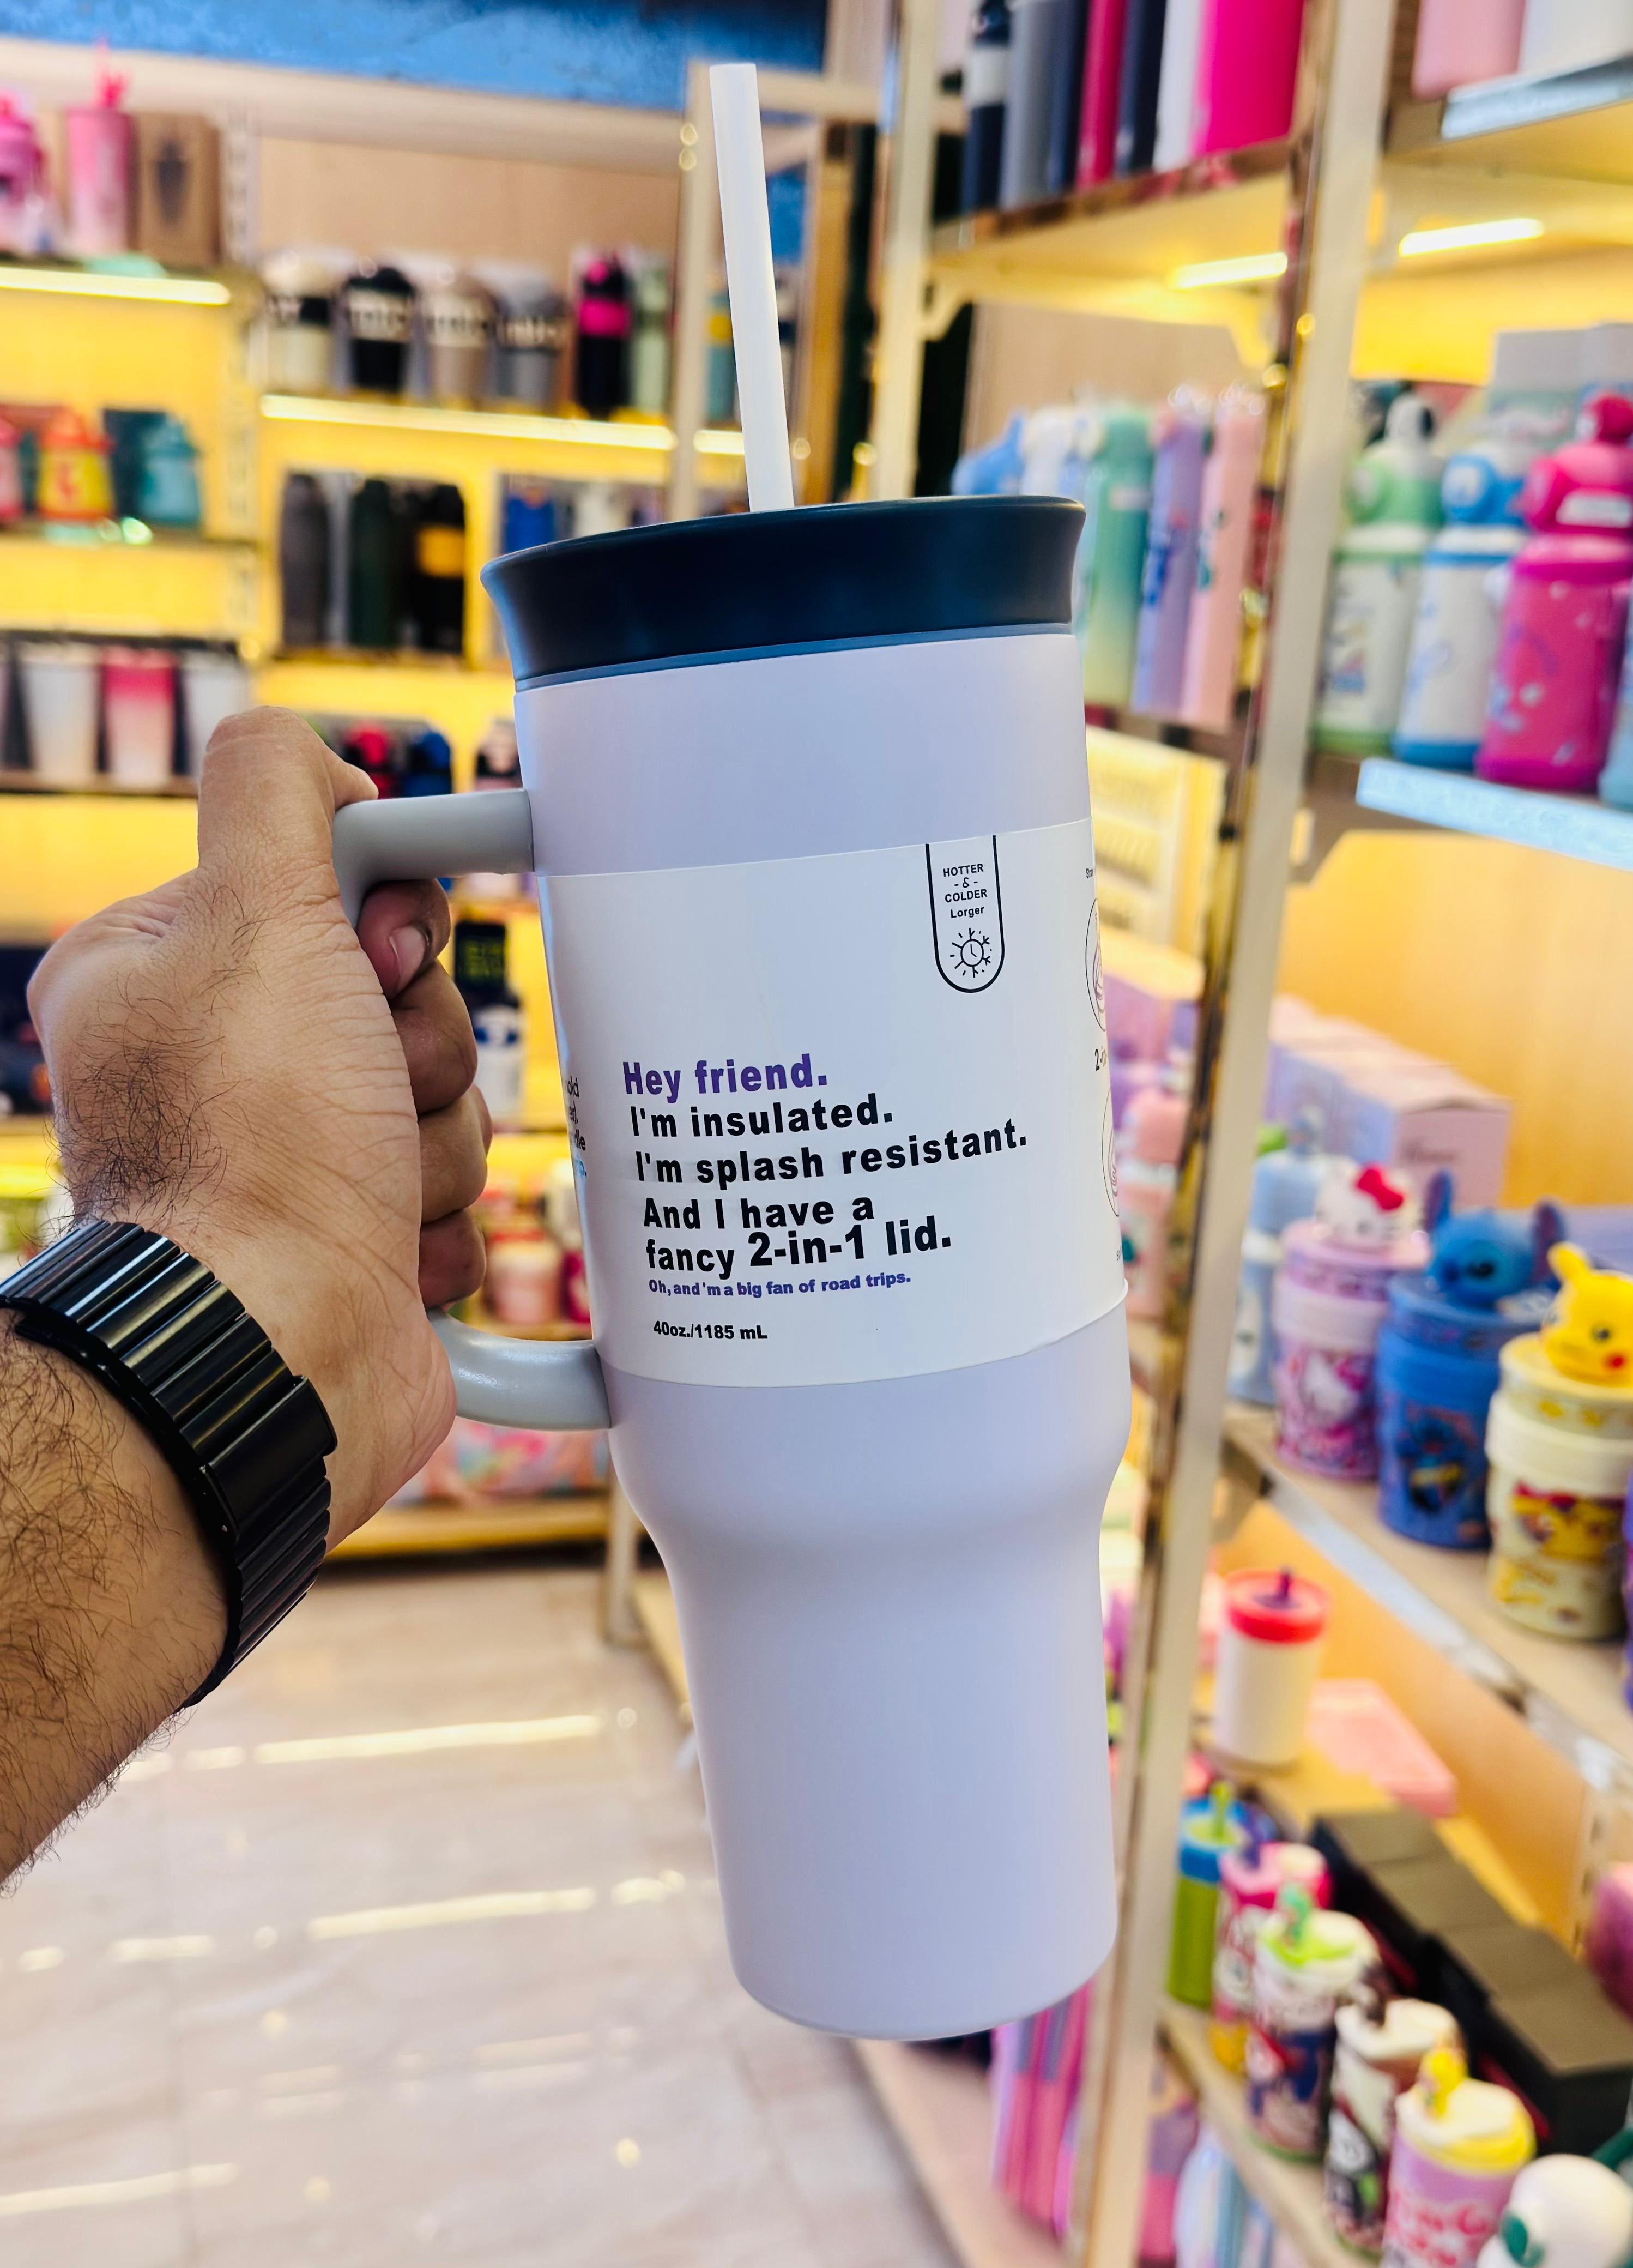 HOTTER
- & -
COLDER
Lorger
Hey friend.
I'm insulated.
I'm splash resistant.
And I have a
fancy 2-in-1 lid.
Oh,and'm a big fan of road trips.
40oz./1185 mL